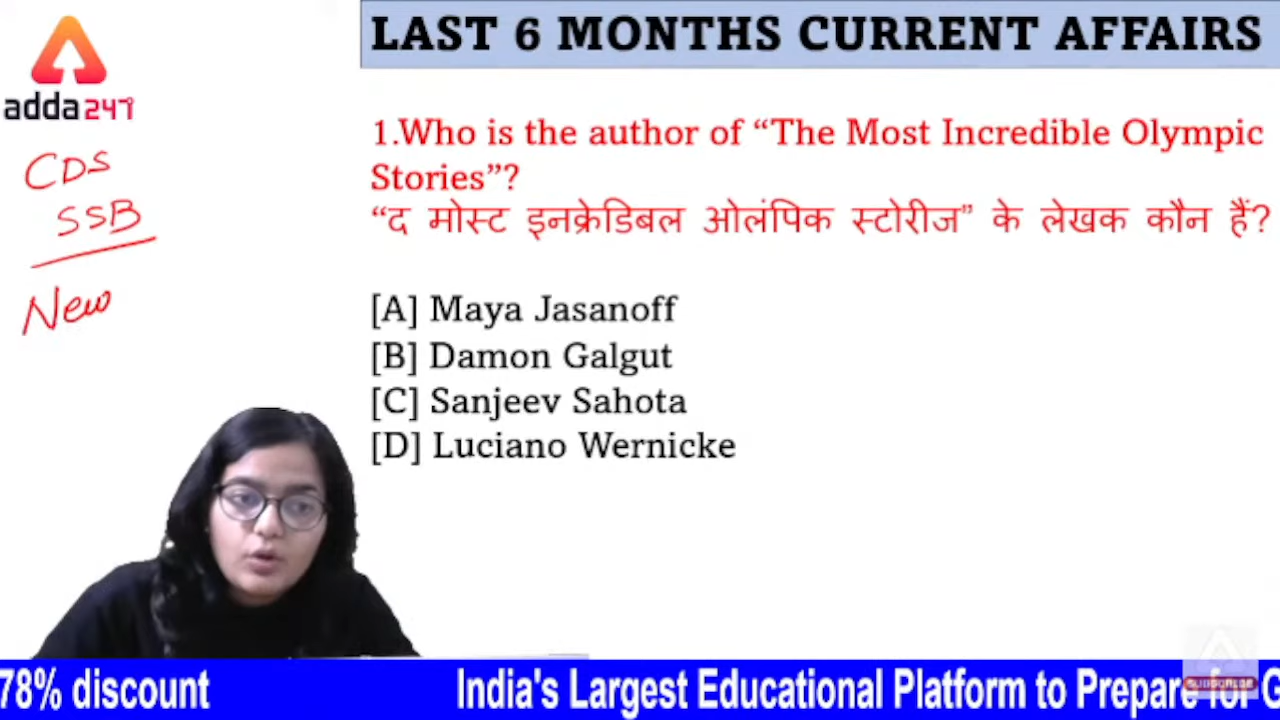 LAST 6 MONTHS CURRENT AFFAIRS
adda247
CDS
SSB
New
1.Who is the author of “The Most Incredible Olympic
Stories”?
“द मोस्ट इनक्रेडिबल ओलंपिक स्टोरीज” के लेखक कौन हैं?
[A] Maya Jasanoff
[B] Damon Galgut
[C] Sanjeev Sahota
[D] Luciano Wernicke
78% discount India's Largest Educational Platform to Prepare for G
SUBSCRIBE